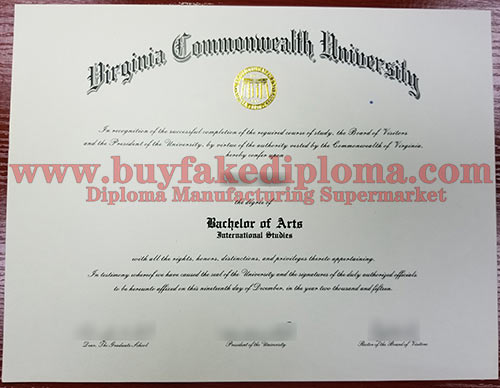 Virginia Commonwealth University
In recognition of the successful completion of the required course of study, the Board of Visitors
and the President of the University, by virtue of the authority vested by the Commonwealth of Virginia,
hereby confer upon
www.buyfakediploma.com
Diploma Manufacturing Supermarket
the degree of
Bachelor of Arts
International Studies
with all the rights, honors, distinctions, and privileges thereto appertaining.
In testimony whereof we have caused the seal of the University and the signatures of the duly authorized officials
to be hereunto affixed on this nineteenth day of December, in the year two thousand and fifteen.
Dean, The Graduate School
President of the University
Rector of the Board of Visitors